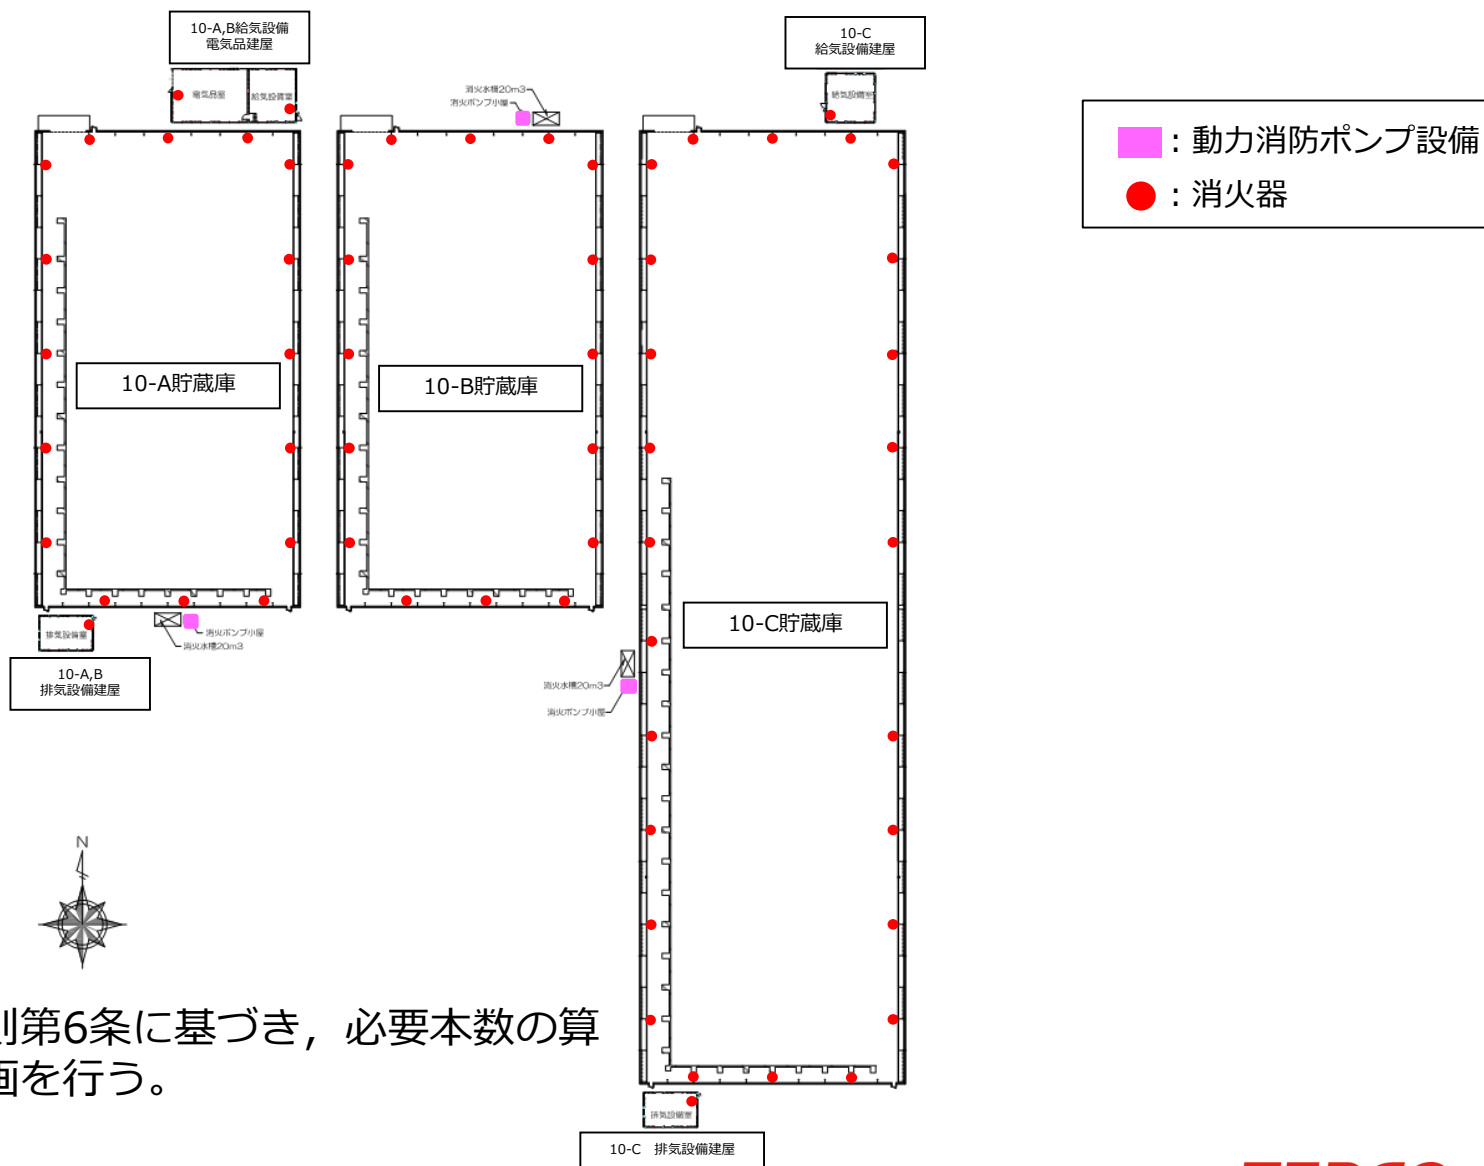 10-A,B給気設備
電気品建屋
10-C
給気設備建屋
電気品室
給気設備室
消火水槽20m3
消火ポンプ小屋
給気設備室
：動力消防ポンプ設備
：消火器
10-A貯蔵庫
10-B貯蔵庫
10-C貯蔵庫
排気設備室
消火ポンプ小屋
消火水槽20m3
10-A,B
排気設備建屋
消火水槽20m3
消火ポンプ小屋
N
則第6条に基づき，必要本数の算
画を行う。
排気設備室
10-C 排気設備建屋